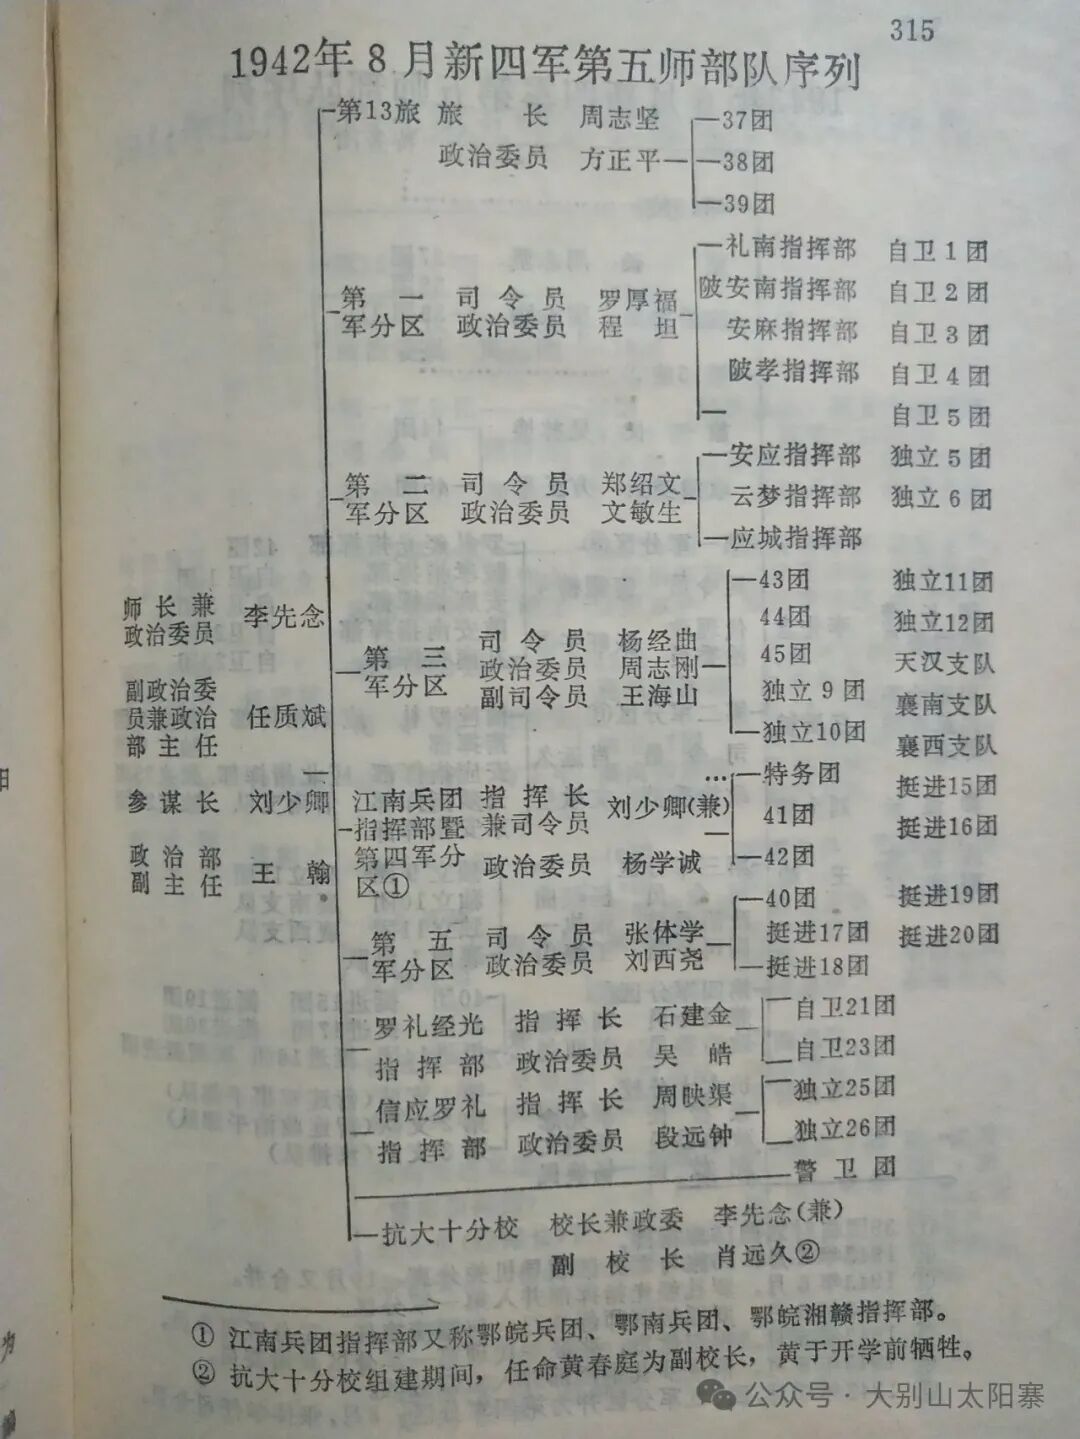 315
1942年8月新四军第五师部队序列
第13旅 旅长 周志坚 37团
政治委员 方正平 38团
39团
礼南指挥部 自卫1团
陂安南指挥部 自卫2团
第一 司令员 罗厚福
军分区 政治委员 程坦
安麻指挥部 自卫3团
陂孝指挥部 自卫4团
自卫5团
安应指挥部 独立5团
第二 司令员 郑绍文
军分区 政治委员 文敏生
云梦指挥部 独立6团
应城指挥部
43团 独立11团
44团 独立12团
师长兼
政治委员 李先念
第三 司令员 杨经曲
军分区 政治委员 周志刚
副司令员 王海山
45团 天汉支队
独立9团 襄南支队
独立10团 襄西支队
副政治委
员兼政治 任质斌
部主任
特务团 挺进15团
参谋长 刘少卿
江南兵团 指挥长 刘少卿(兼)
指挥部暨 兼司令员
第四军分 政治委员 杨学诚
区①
41团 挺进16团
42团
政治部
副主任 王翰
40团 挺进19团
第五 司令员 张体学
军分区 政治委员 刘西尧
挺进17团 挺进20团
挺进18团
罗礼经光 指挥长 石建金 自卫21团
指挥部 政治委员 吴皓 自卫23团
信应罗礼 指挥长 周映渠 独立25团
指挥部 政治委员 段远钟 独立26团
警卫团
抗大十分校 校长兼政委 李先念(兼)
副校长 肖远久②
① 江南兵团指挥部又称鄂皖兵团、鄂南兵团、鄂皖湘赣指挥部。
② 抗大十分校组建期间，任命黄春庭为副校长，黄于开学前牺牲。
公众号·大别山太阳寨